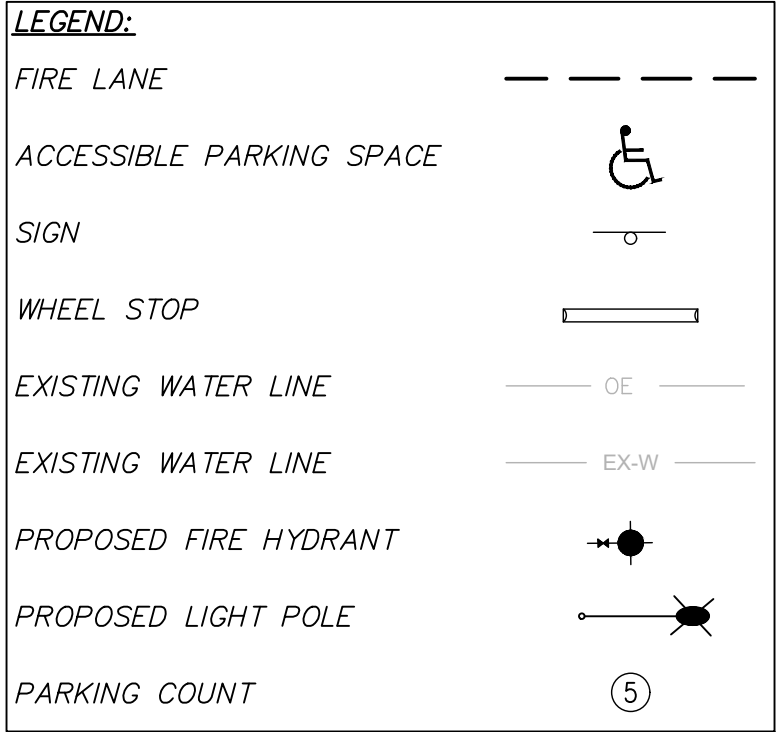 LEGEND:
FIRE LANE
ACCESSIBLE PARKING SPACE
SIGN
WHEEL STOP
EXISTING WATER LINE OE
EXISTING WATER LINE EX-W
PROPOSED FIRE HYDRANT
PROPOSED LIGHT POLE
PARKING COUNT 5